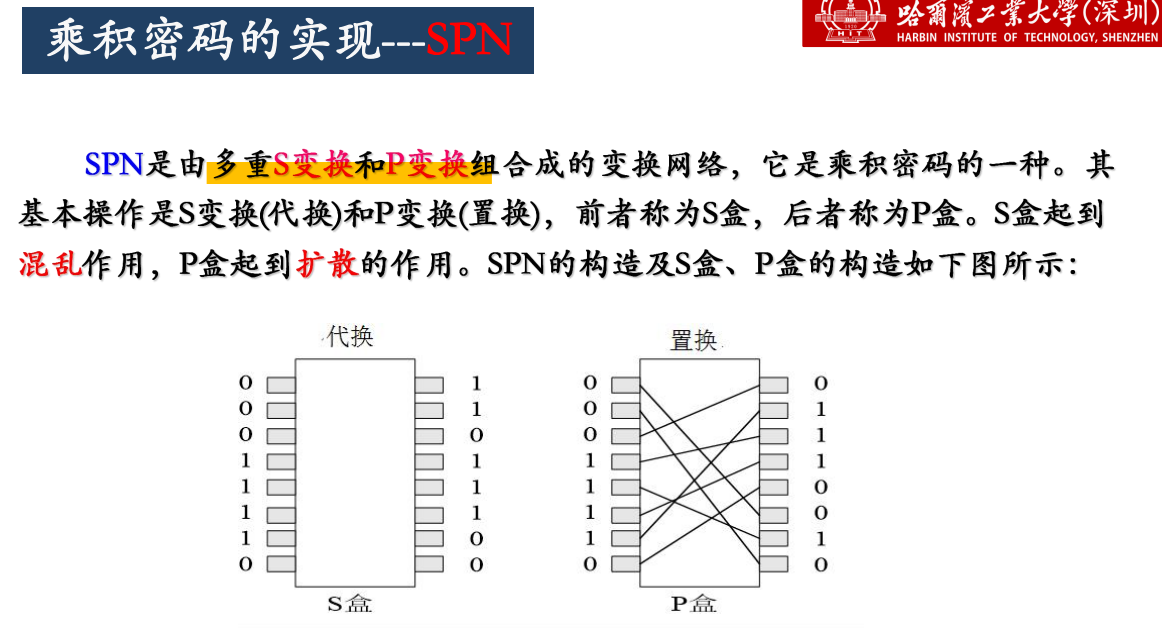 乘积密码的实现---SPN
哈爾濱工業大學(深圳)
HARBIN INSTITUTE OF TECHNOLOGY, SHENZHEN
1920
HIT
SPN是由多重S变换和P变换组合成的变换网络，它是乘积密码的一种。其
基本操作是S变换(代换)和P变换(置换)，前者称为S盒，后者称为P盒。S盒起到
混乱作用，P盒起到扩散的作用。SPN的构造及S盒、P盒的构造如下图所示：
代换 置换
0 1 0 0
0 1 0 1
0 0 0 1
1 1 1 1
1 1 1 0
1 1 1 0
1 0 1 1
0 0 0 0
S盒 P盒